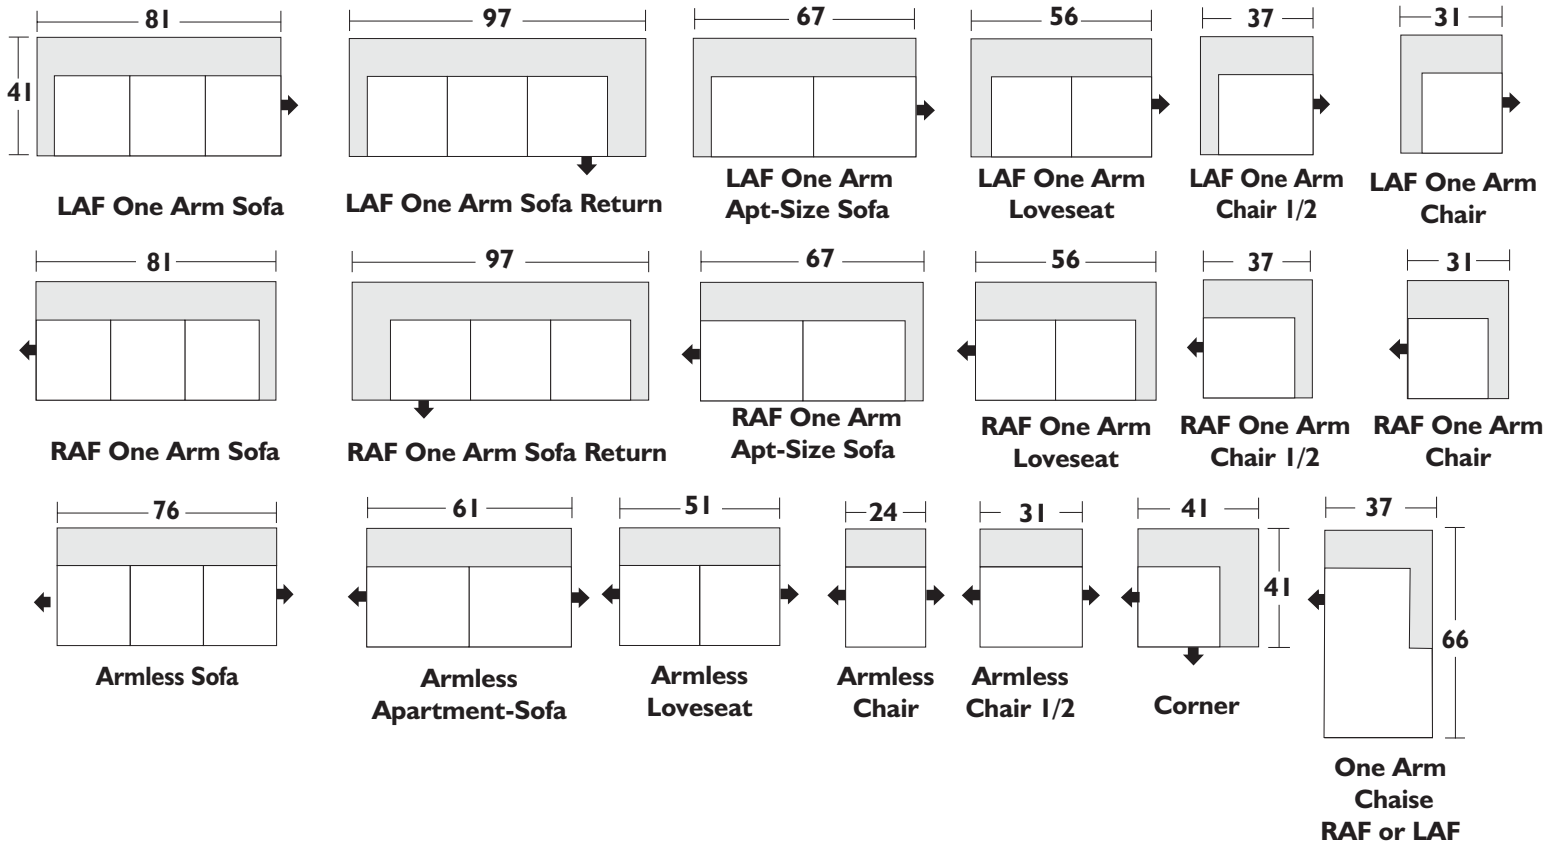 81
97
67
56
37
31
41
LAF One Arm Sofa
LAF One Arm Sofa Return
LAF One Arm
Apt-Size Sofa
LAF One Arm
Loveseat
LAF One Arm
Chair 1/2
LAF One Arm
Chair
81
97
67
56
37
31
RAF One Arm Sofa
RAF One Arm Sofa Return
RAF One Arm
Apt-Size Sofa
RAF One Arm
Loveseat
RAF One Arm
Chair 1/2
RAF One Arm
Chair
76
61
51
24
31
41
41
37
66
Armless Sofa
Armless
Apartment-Sofa
Armless
Loveseat
Armless
Chair
Armless
Chair 1/2
Corner
One Arm
Chaise
RAF or LAF